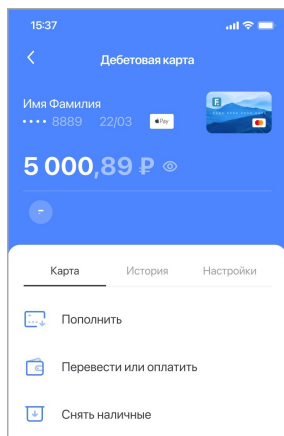 15:37
Дебетовая карта
Имя Фамилия
•••• 8889 22/03 Pay
5 000,89 ₽
Карта История Настройки
Пополнить
Перевести или оплатить
Снять наличные